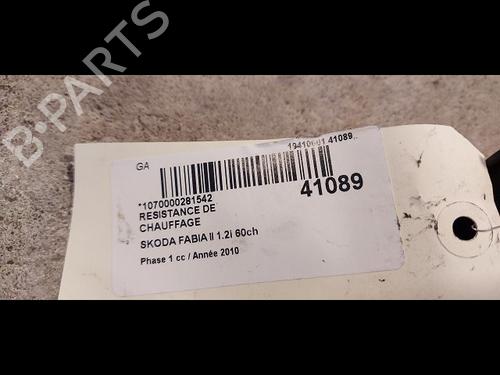 B·PARTS
GA
19410601 41089..
41089
*1070000281542
RESISTANCE DE
CHAUFFAGE
SKODA FABIA II 1.2i 60ch
Phase 1 cc / Année 2010